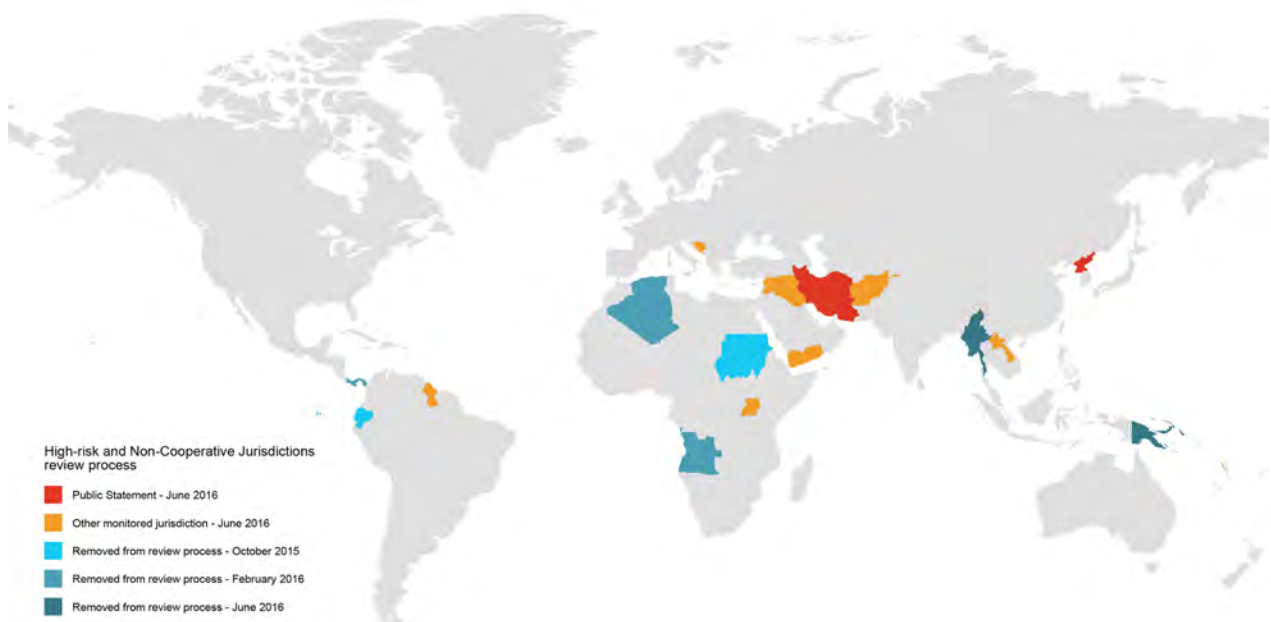 High-risk and Non-Cooperative Jurisdictions
review process
Public Statement - June 2016
Other monitored jurisdiction - June 2016
Removed from review process - October 2015
Removed from review process - February 2016
Removed from review process - June 2016